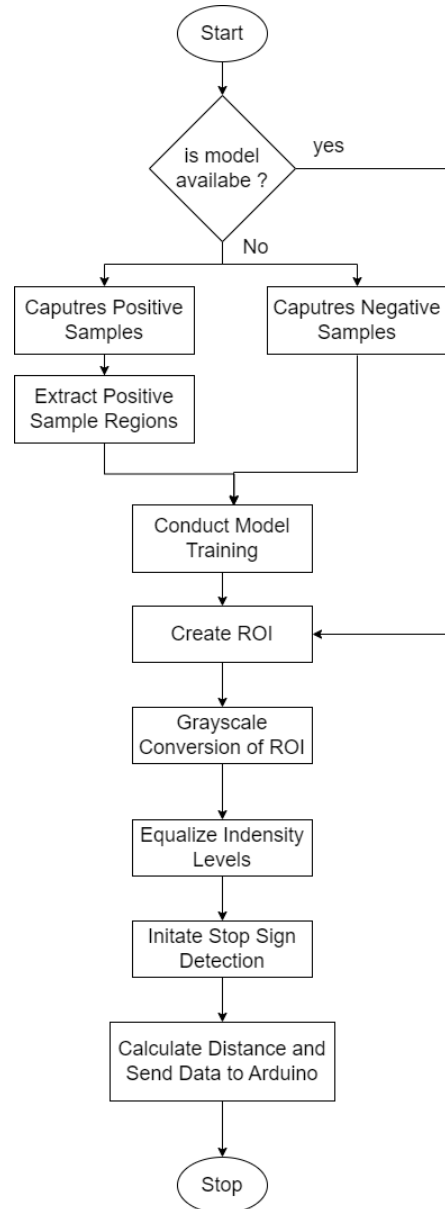 Start
is model
availabe ?
yes
No
Caputres Positive
Samples
Caputres Negative
Samples
Extract Positive
Sample Regions
Conduct Model
Training
Create ROI
Grayscale
Conversion of ROI
Equalize Indensity
Levels
Initate Stop Sign
Detection
Calculate Distance and
Send Data to Arduino
Stop